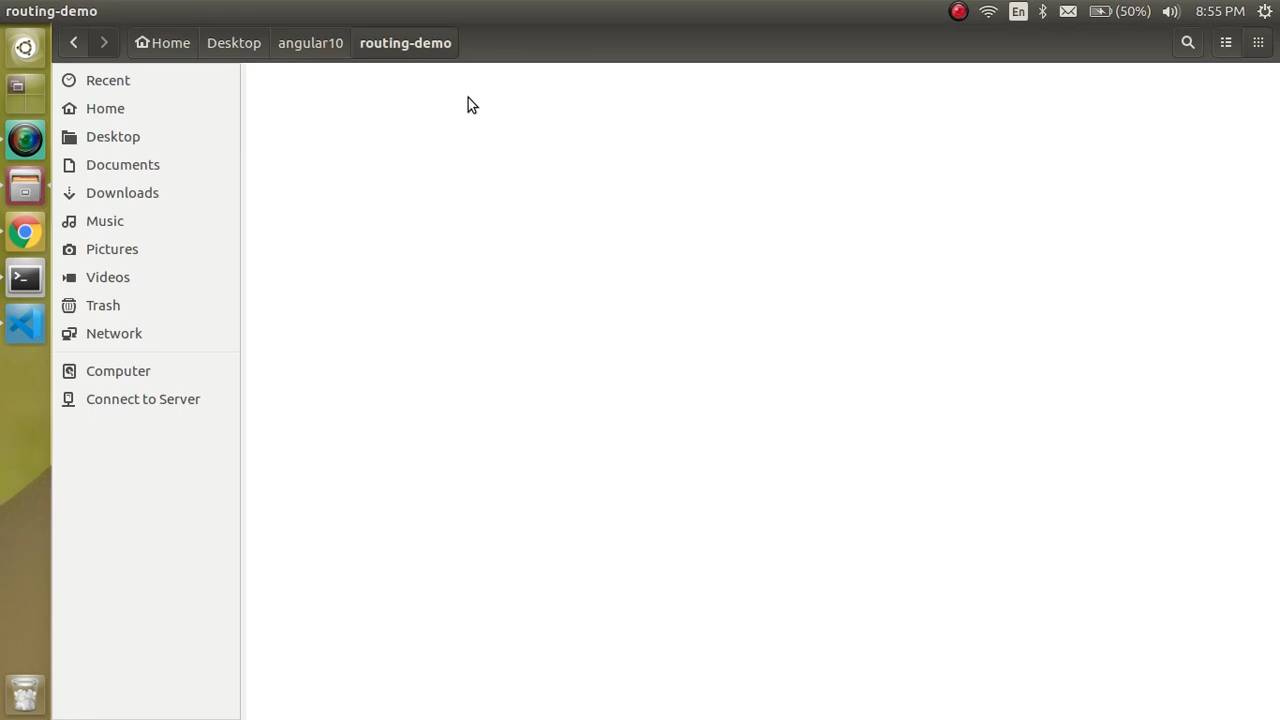 routing-demo
En
(50%)
8:55 PM
Home
Desktop
angular10
routing-demo
Recent
Home
Desktop
Documents
Downloads
Music
Pictures
Videos
Trash
Network
Computer
Connect to Server